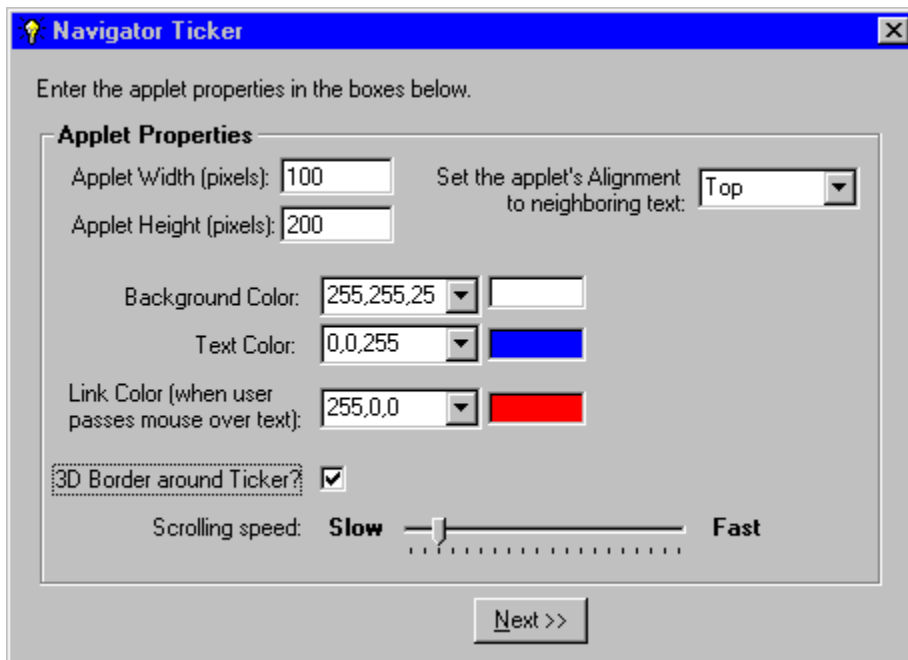 Navigator Ticker
Enter the applet properties in the boxes below.
Applet Properties
Applet Width (pixels): 100
Set the applet's Alignment
to neighboring text: Top
Applet Height (pixels): 200
Background Color: 255,255,25
Text Color: 0,0,255
Link Color (when user
passes mouse over text): 255,0,0
3D Border around Ticker?
Scrolling speed: Slow Fast
Next >>